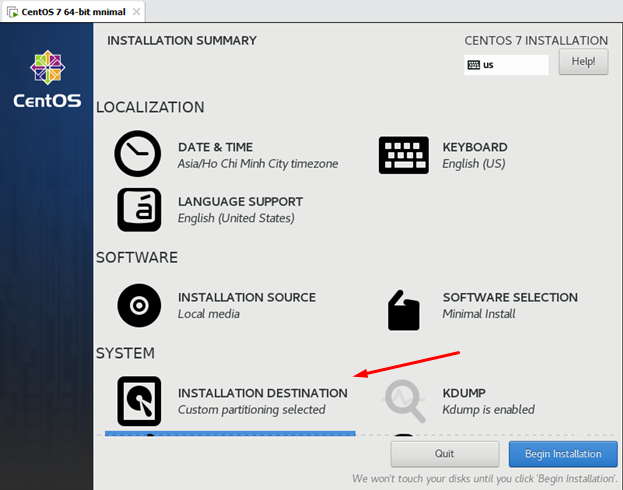 CentOS 7 64-bit mnimal
CentOS
INSTALLATION SUMMARY
CENTOS 7 INSTALLATION
us
Help!
LOCALIZATION
DATE & TIME
Asia/Ho Chi Minh City timezone
KEYBOARD
English (US)
á
LANGUAGE SUPPORT
English (United States)
SOFTWARE
INSTALLATION SOURCE
Local media
SOFTWARE SELECTION
Minimal Install
SYSTEM
INSTALLATION DESTINATION
Custom partitioning selected
KDUMP
Kdump is enabled
Quit
Begin Installation
We won't touch your disks until you click 'Begin Installation'.